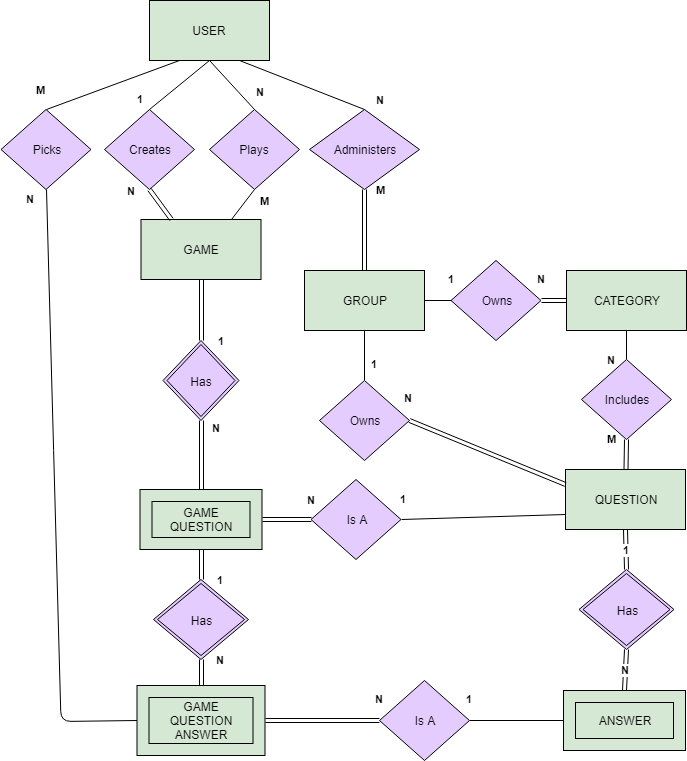 USER
M
1
N
N
Picks
Creates
Plays
Administers
N
N
M
M
GAME
GROUP
1
Owns
N
CATEGORY
1
1
N
Has
Owns
N
Includes
N
M
GAME
QUESTION
N
Is A
1
QUESTION
1
1
Has
Has
N
N
GAME
QUESTION
ANSWER
N
Is A
1
ANSWER